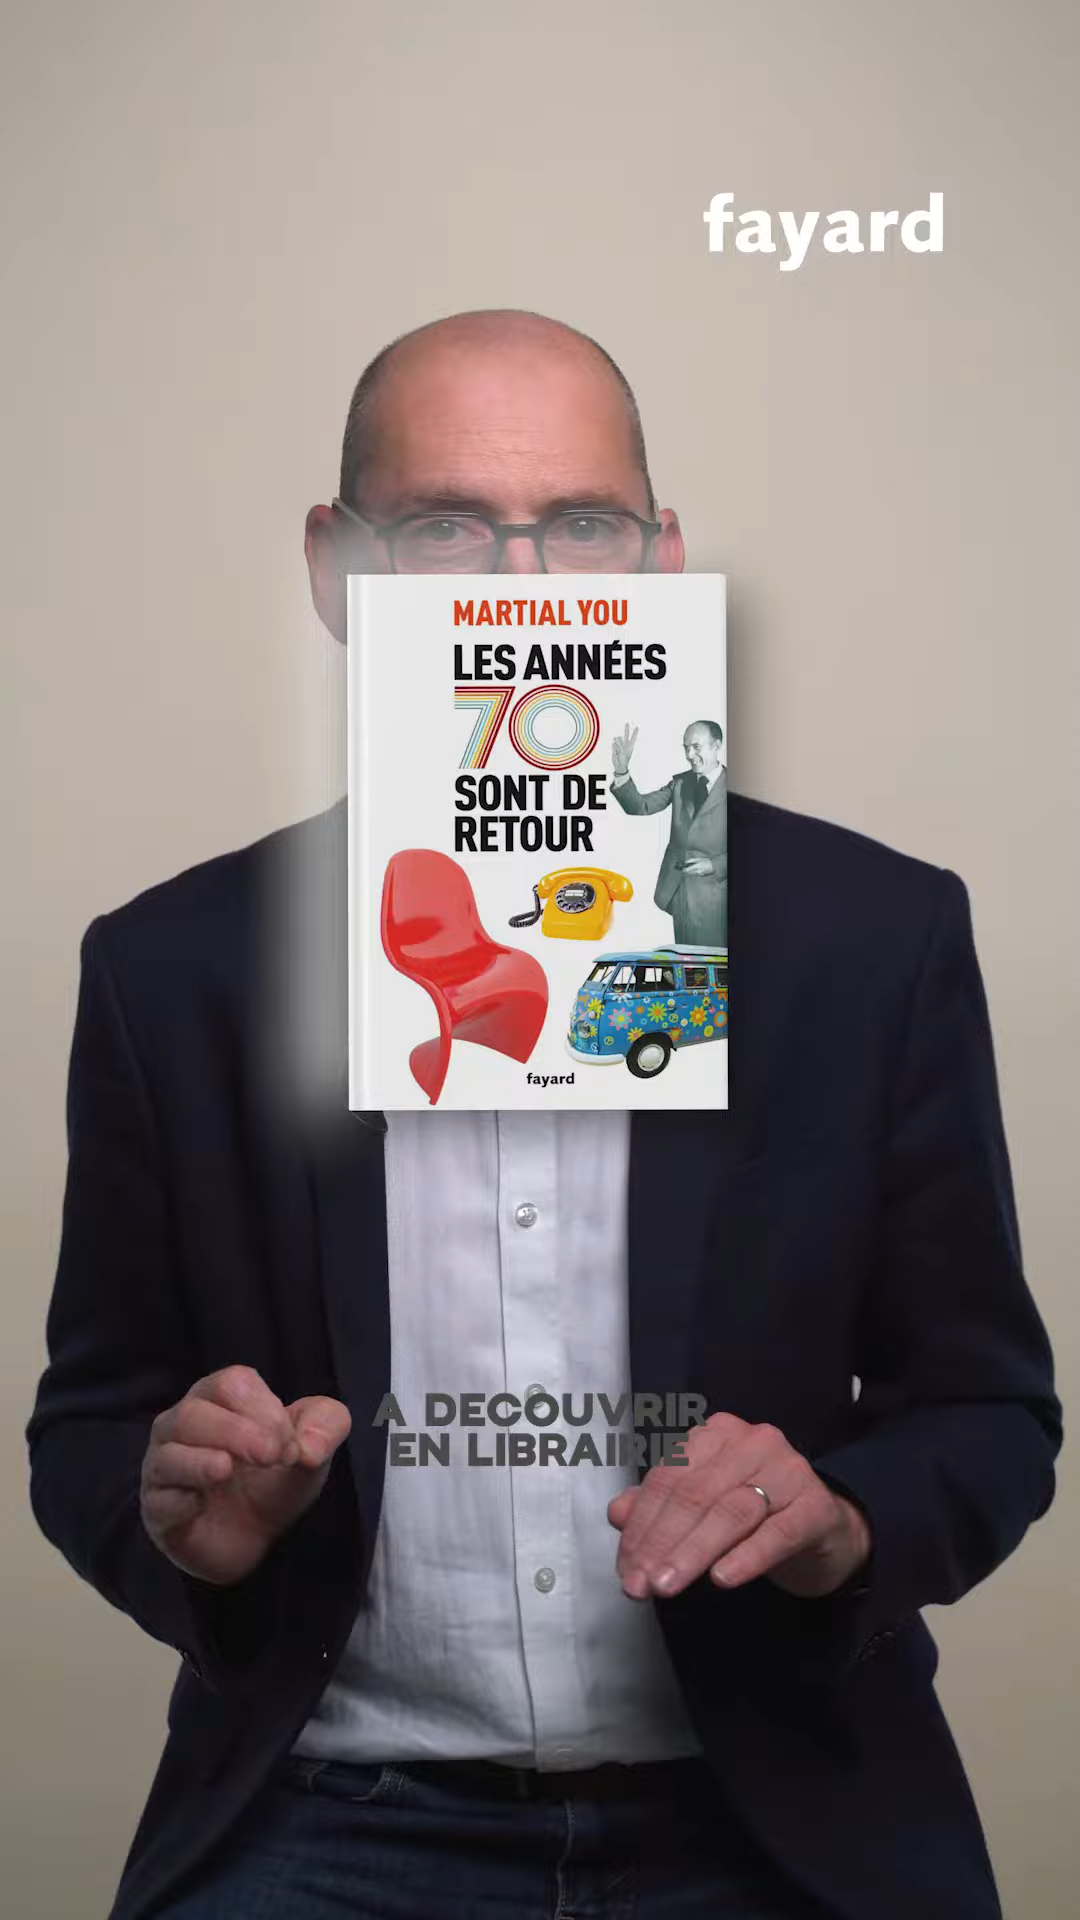 fayard
MARTIAL YOU
LES ANNÉES
70
SONT DE
RETOUR
fayard
A DECOUVRIR
EN LIBRAIRIE